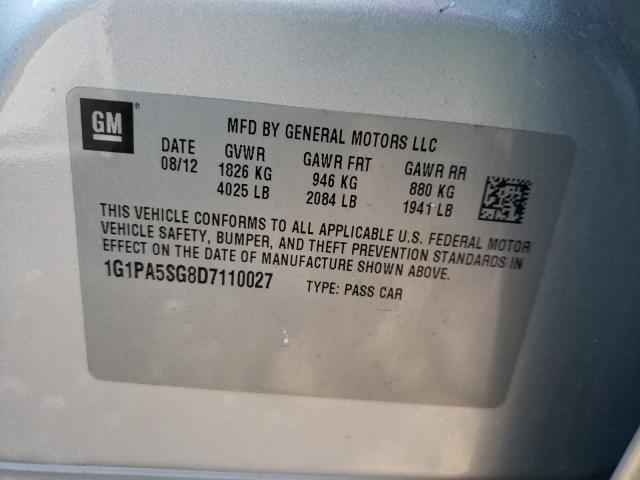 GM®
MFD BY GENERAL MOTORS LLC
DATE GVWR GAWR FRT GAWR RR
08/12 1826 KG 946 KG 880 KG
4025 LB 2084 LB 1941 LB
THIS VEHICLE CONFORMS TO ALL APPLICABLE U.S. FEDERAL MOTOR
VEHICLE SAFETY, BUMPER, AND THEFT PREVENTION STANDARDS IN
EFFECT ON THE DATE OF MANUFACTURE SHOWN ABOVE.
1G1PA5SG8D7110027 TYPE: PASS CAR